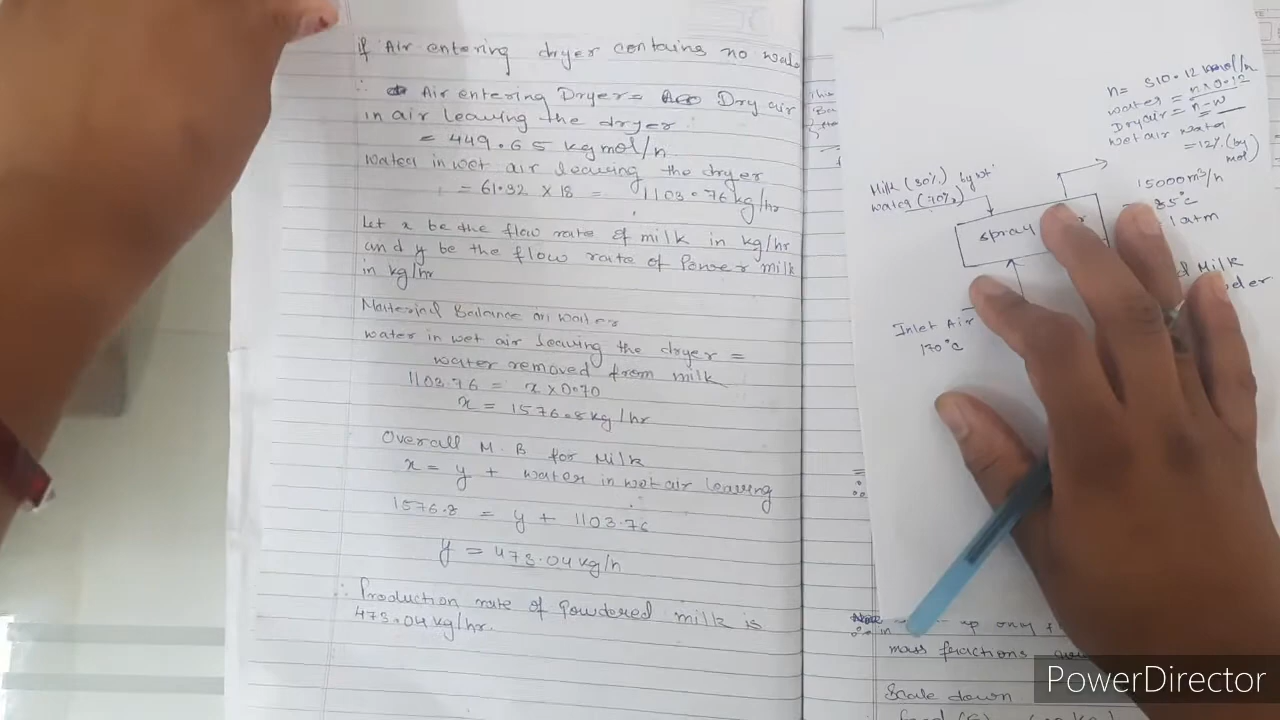 if Air entering dryer contains no wate
∴ Air entering Dryer = Dry air
in air leaving the dryer
= 449.65 kgmol/h
water in wet air leaving the dryer
= 61.32 × 18 = 1103.76 kg/hr
Let x be the flow rate of milk in kg/hr
and y be the flow rate of Power milk
in kg/hr
Material Balance on water
water in wet air leaving the dryer =
water removed from milk
1103.76 = x × 0.70
x = 1576.8 kg/hr
Overall M.B for Milk
x = y + water in wet air leaving
1576.8 = y + 1103.76
y = 473.04 kg/h
∴ Production rate of Powdered milk is
473.04 kg/hr.
n = 510.12 kmol/h
water = n × 0.12
Dry air = n - w
wet air water
= 12% (by
mol)
15000 m³/h
85°c
1 atm
Milk (30%) by wt
water (70%)
spray
Milk
der
Inlet Air
170°c
up only
mass fractions
Scale down
PowerDirector